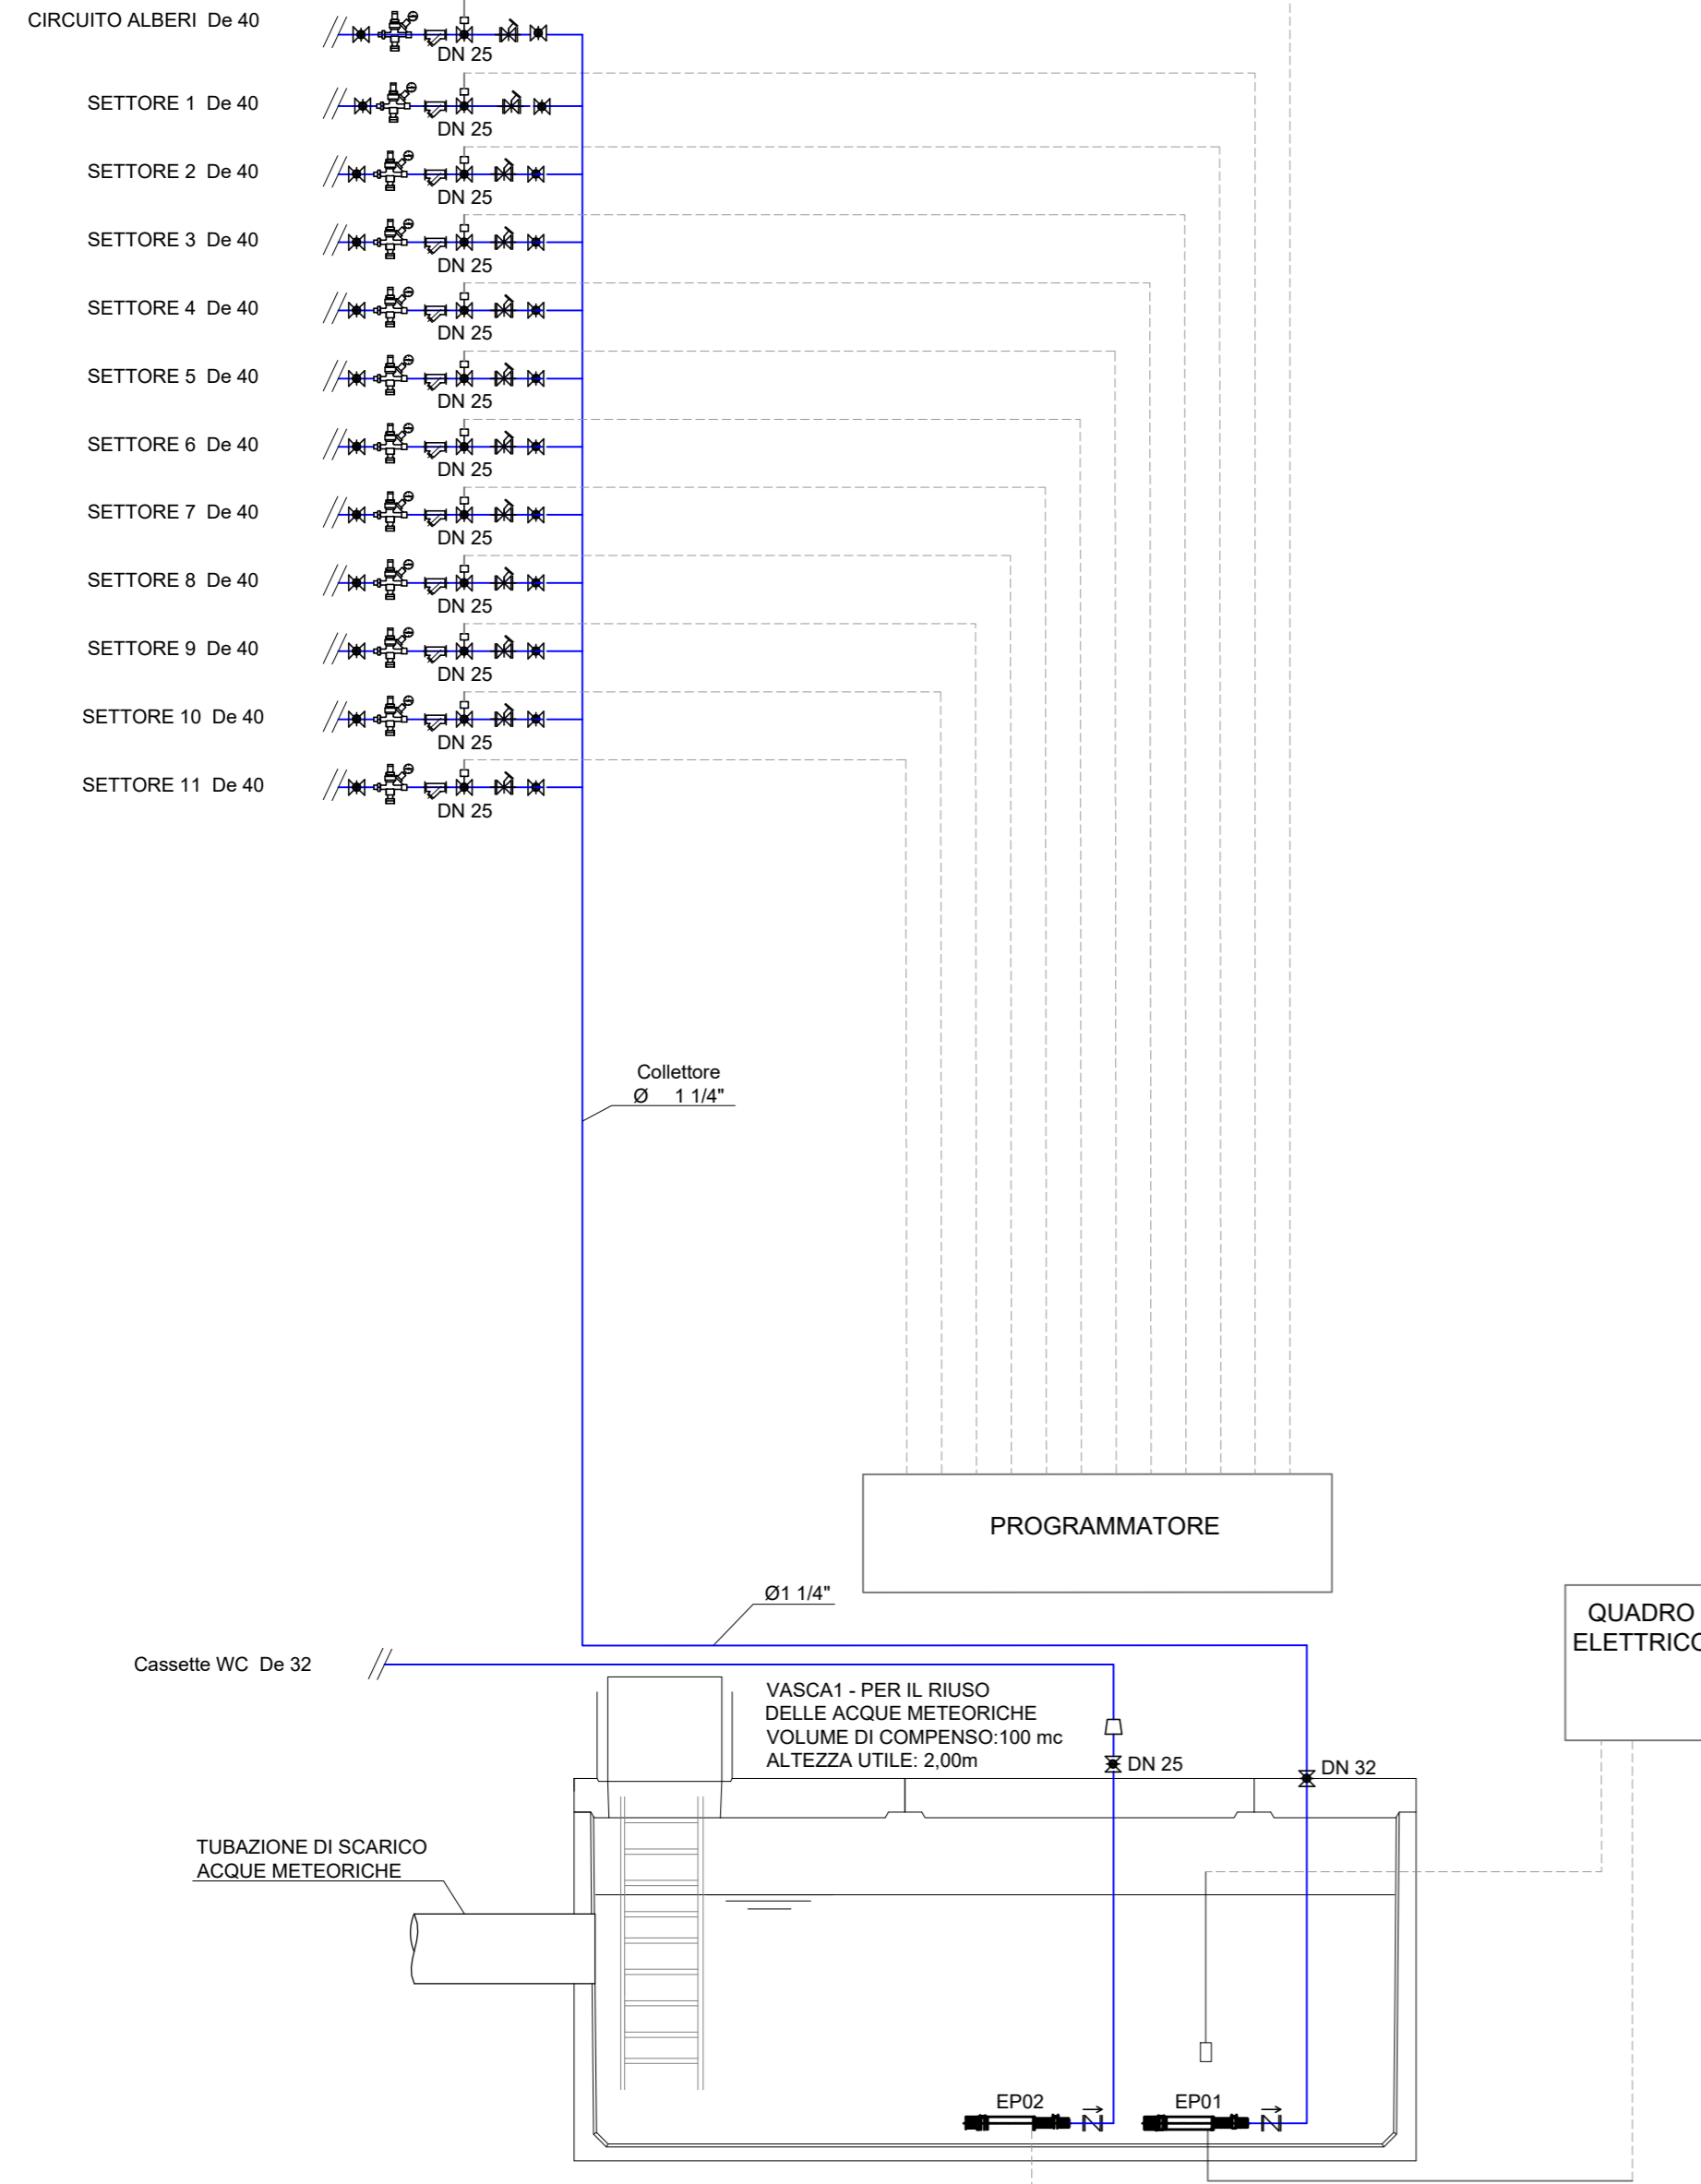 CIRCUITO ALBERI De 40
DN 25
SETTORE 1 De 40
DN 25
SETTORE 2 De 40
DN 25
SETTORE 3 De 40
DN 25
SETTORE 4 De 40
DN 25
SETTORE 5 De 40
DN 25
SETTORE 6 De 40
DN 25
SETTORE 7 De 40
DN 25
SETTORE 8 De 40
DN 25
SETTORE 9 De 40
DN 25
SETTORE 10 De 40
DN 25
SETTORE 11 De 40
DN 25
Collettore
Ø 1 1/4"
PROGRAMMATORE
Ø1 1/4"
QUADRO
ELETTRICO
Cassette WC De 32
VASCA1 - PER IL RIUSO
DELLE ACQUE METEORICHE
VOLUME DI COMPENSO:100 mc
ALTEZZA UTILE: 2,00m
DN 25
DN 32
TUBAZIONE DI SCARICO
ACQUE METEORICHE
EP02
EP01